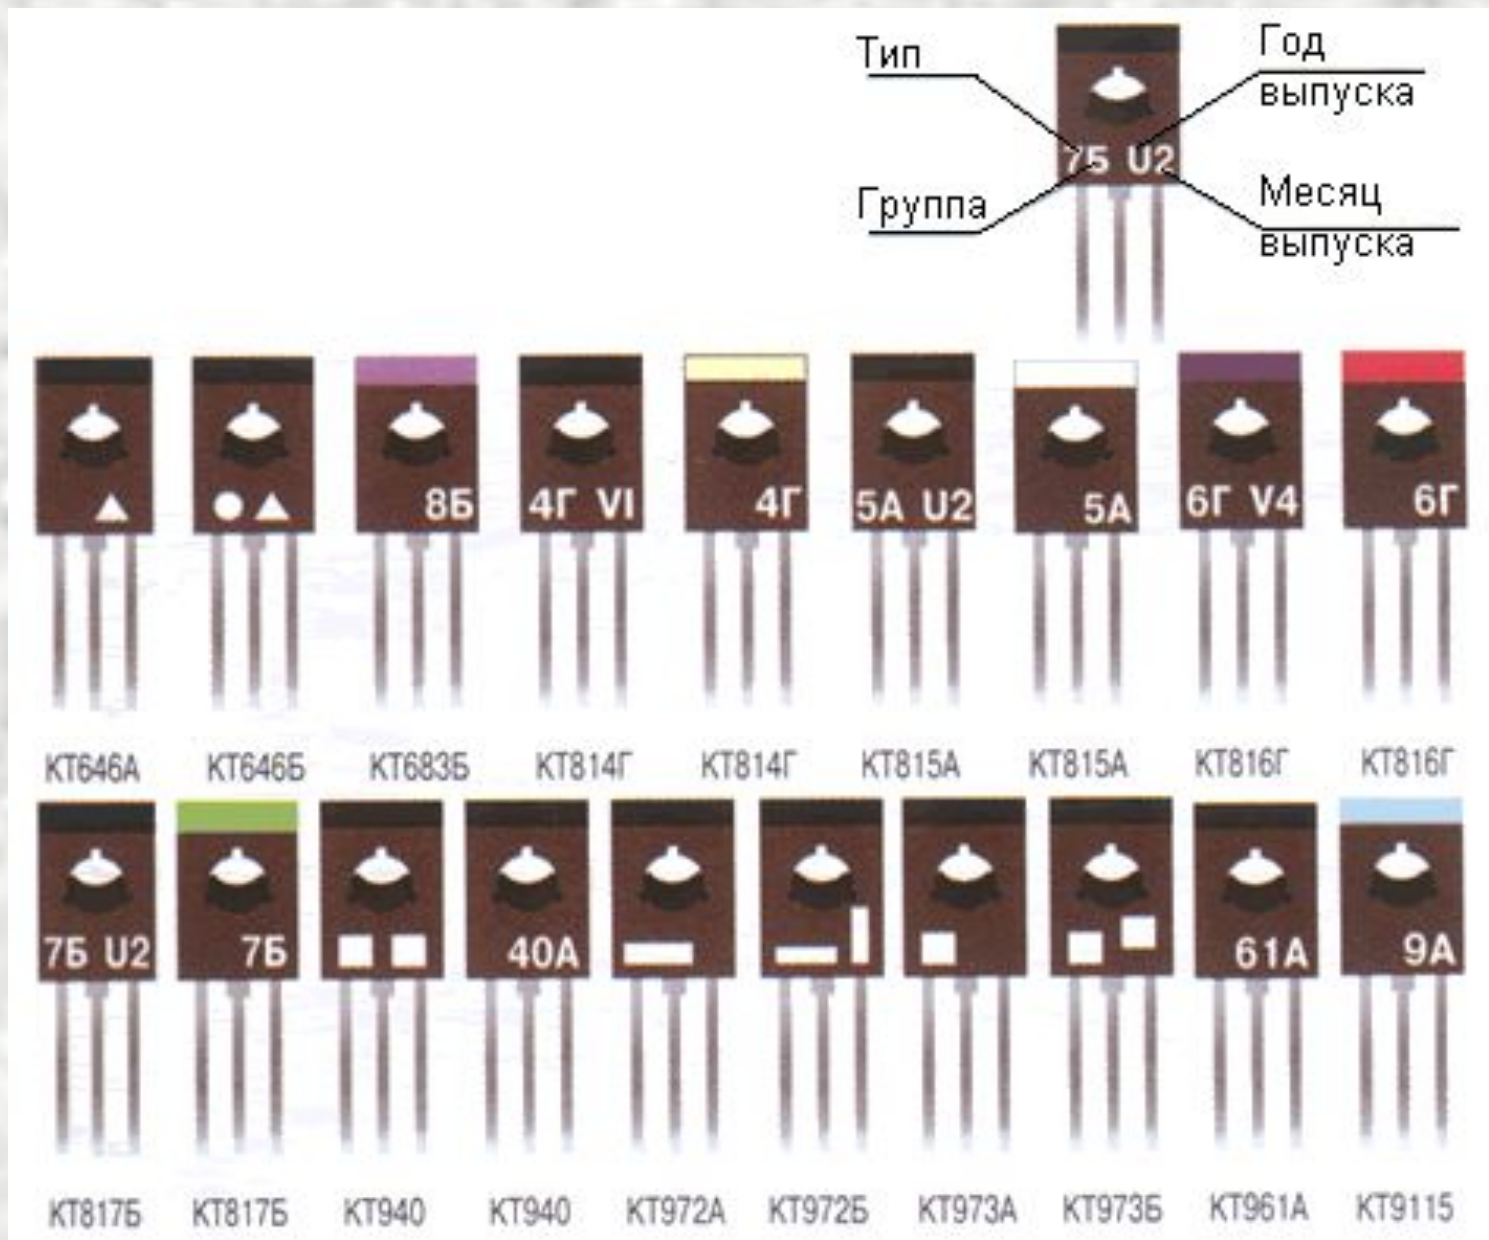 Тип
Год
выпуска
7Б U2
Группа
Месяц
выпуска
8Б
4Г VI
4Г
5А U2
5А
6Г V4
6Г
КТ646А КТ646Б КТ683Б КТ814Г КТ814Г КТ815А КТ815А КТ816Г КТ816Г
7Б U2
7Б
40А
61А
9А
КТ817Б КТ817Б КТ940 КТ940 КТ972А КТ972Б КТ973А КТ973Б КТ961А КТ9115